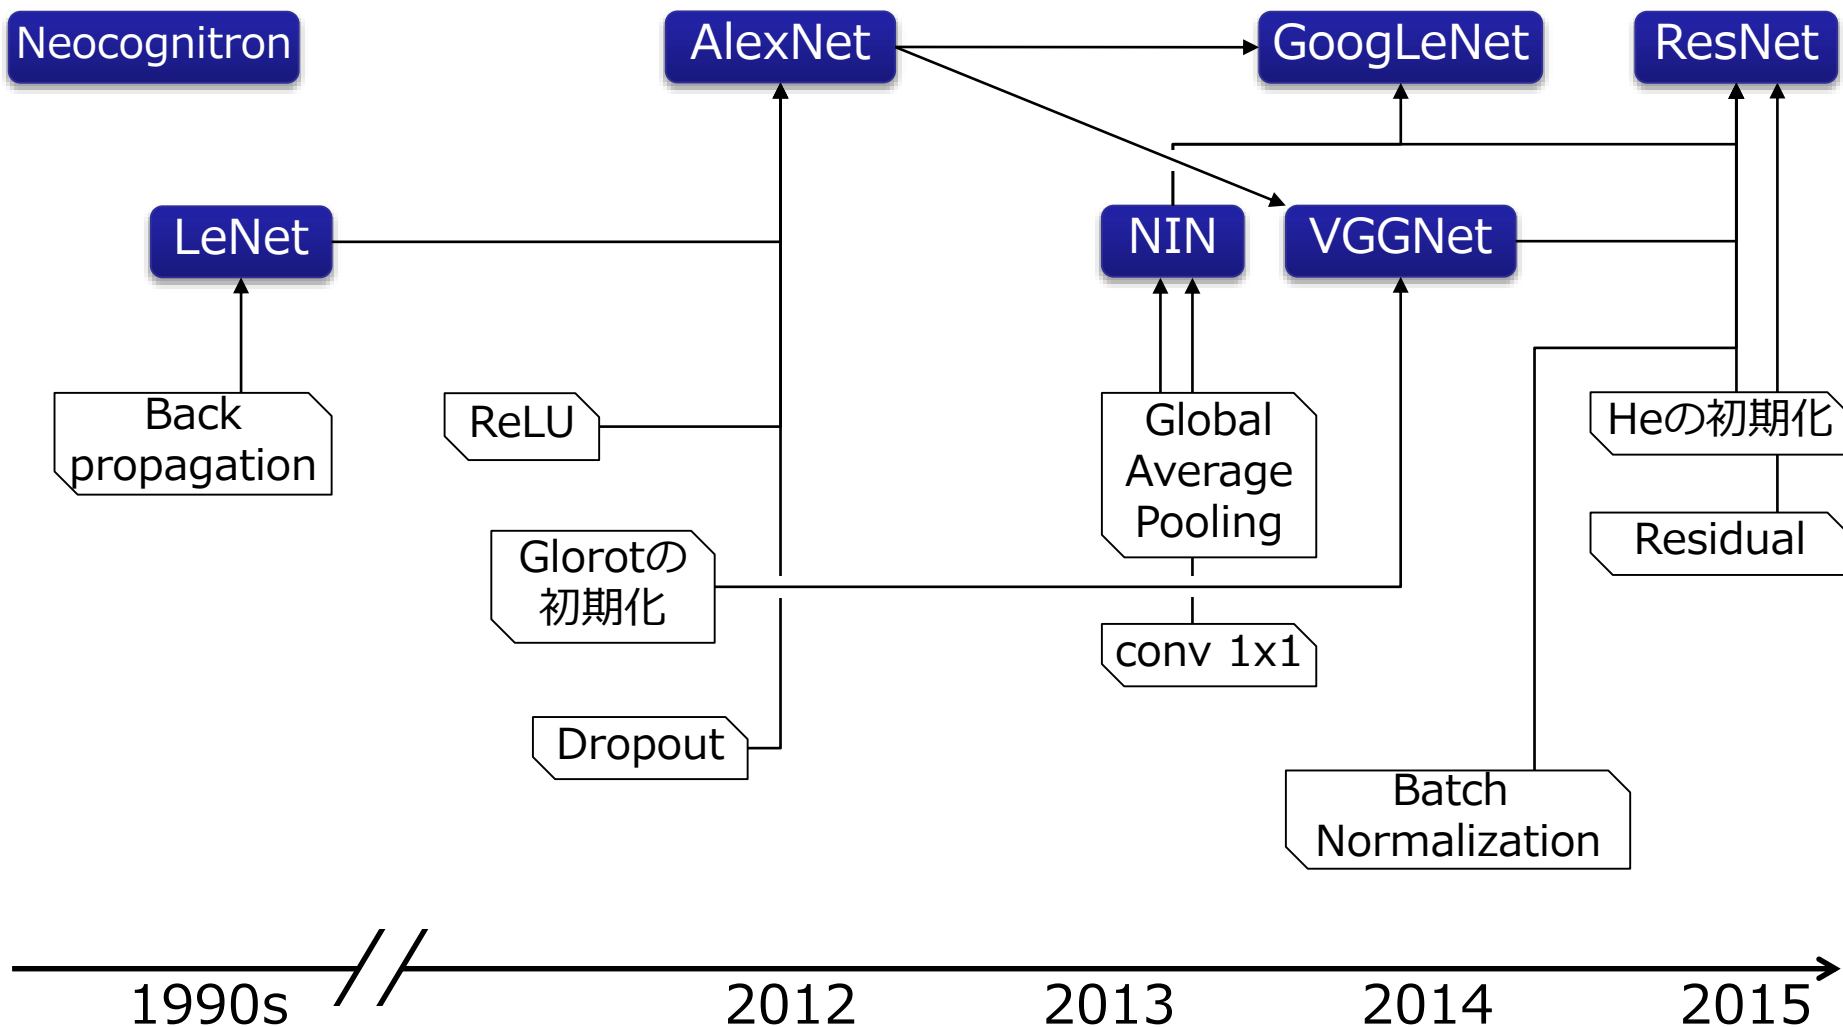 Neocognitron
AlexNet
GoogLeNet
ResNet
LeNet
NIN
VGGNet
Back
propagation
ReLU
Global
Average
Pooling
Heの初期化
Glorotの
初期化
Residual
conv 1x1
Dropout
Batch
Normalization
1990s
2012
2013
2014
2015